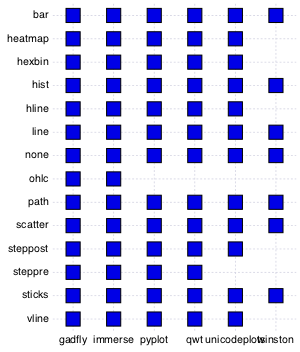 bar
heatmap
hexbin
hist
hline
line
none
ohlc
path
scatter
steppost
steppre
sticks
vline
gadfly immerse pyplot qwt unicodeplots winston